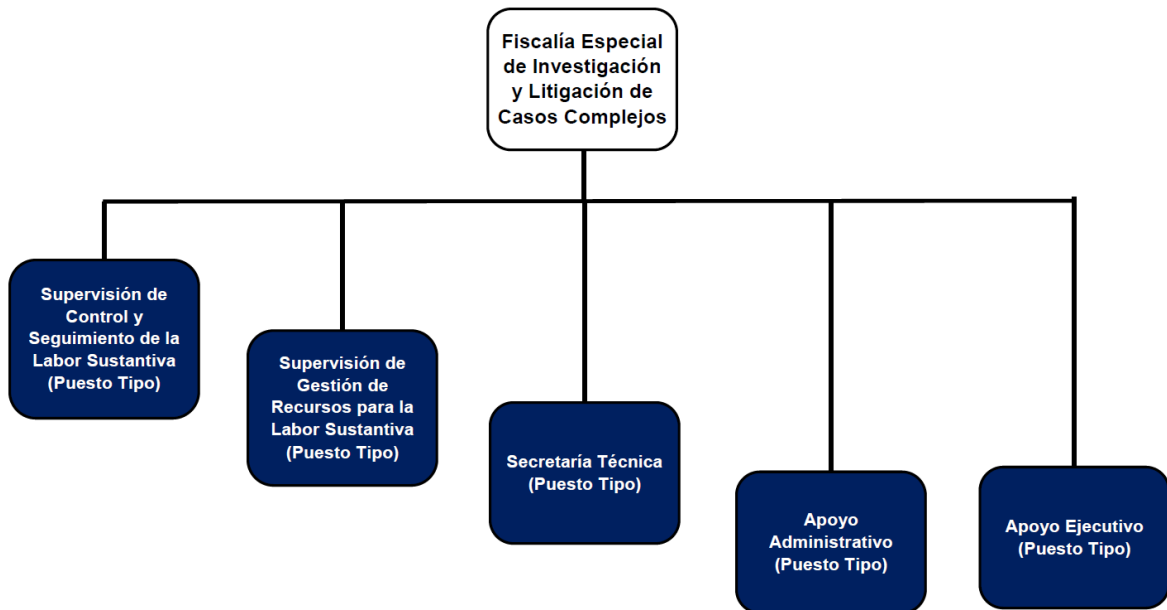 Fiscalía Especial
de Investigación
y Litigación de
Casos Complejos
Supervisión de
Control y
Seguimiento de la
Labor Sustantiva
(Puesto Tipo)
Supervisión de
Gestión de
Recursos para la
Labor Sustantiva
(Puesto Tipo)
Secretaría Técnica
(Puesto Tipo)
Apoyo
Administrativo
(Puesto Tipo)
Apoyo Ejecutivo
(Puesto Tipo)